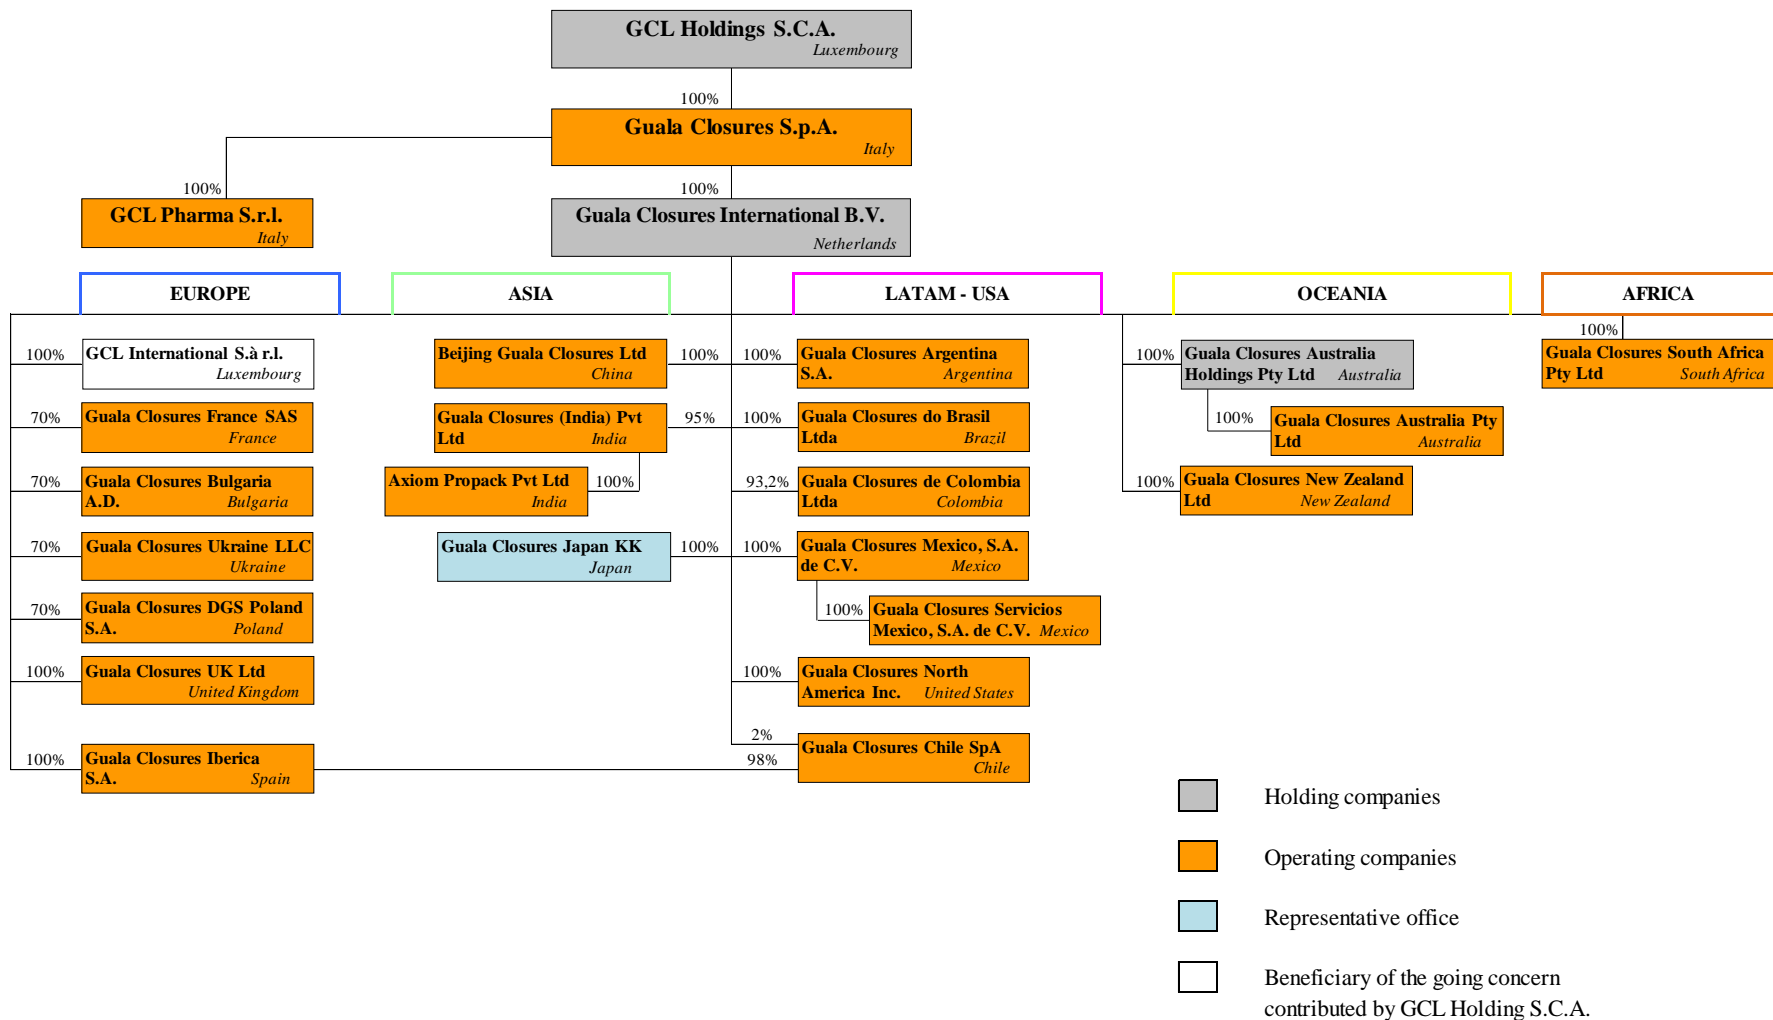 GCL Holdings S.C.A.
Luxembourg
100%
Guala Closures S.p.A.
Italy
100%
100%
GCL Pharma S.r.l.
Italy
Guala Closures International B.V.
Netherlands
EUROPE
ASIA
LATAM - USA
OCEANIA
AFRICA
100%
GCL International S.à r.l.
Luxembourg
70%
Guala Closures France SAS
France
70%
Guala Closures Bulgaria
A.D. Bulgaria
70%
Guala Closures Ukraine LLC
Ukraine
70%
Guala Closures DGS Poland
S.A. Poland
100%
Guala Closures UK Ltd
United Kingdom
100%
Guala Closures Iberica
S.A. Spain
Beijing Guala Closures Ltd
China
100%
Guala Closures (India) Pvt
Ltd India
95%
Axiom Propack Pvt Ltd
India
100%
Guala Closures Japan KK
Japan
100%
100%
Guala Closures Argentina
S.A. Argentina
100%
Guala Closures do Brasil
Ltda Brazil
93,2%
Guala Closures de Colombia
Ltda Colombia
100%
Guala Closures Mexico, S.A.
de C.V. Mexico
100%
Guala Closures Servicios
Mexico, S.A. de C.V. Mexico
100%
Guala Closures North
America Inc. United States
2%
98%
Guala Closures Chile SpA
Chile
100%
Guala Closures Australia
Holdings Pty Ltd Australia
100%
Guala Closures Australia Pty
Ltd Australia
100%
Guala Closures New Zealand
Ltd New Zealand
100%
Guala Closures South Africa
Pty Ltd South Africa
Holding companies
Operating companies
Representative office
Beneficiary of the going concern
contributed by GCL Holding S.C.A.